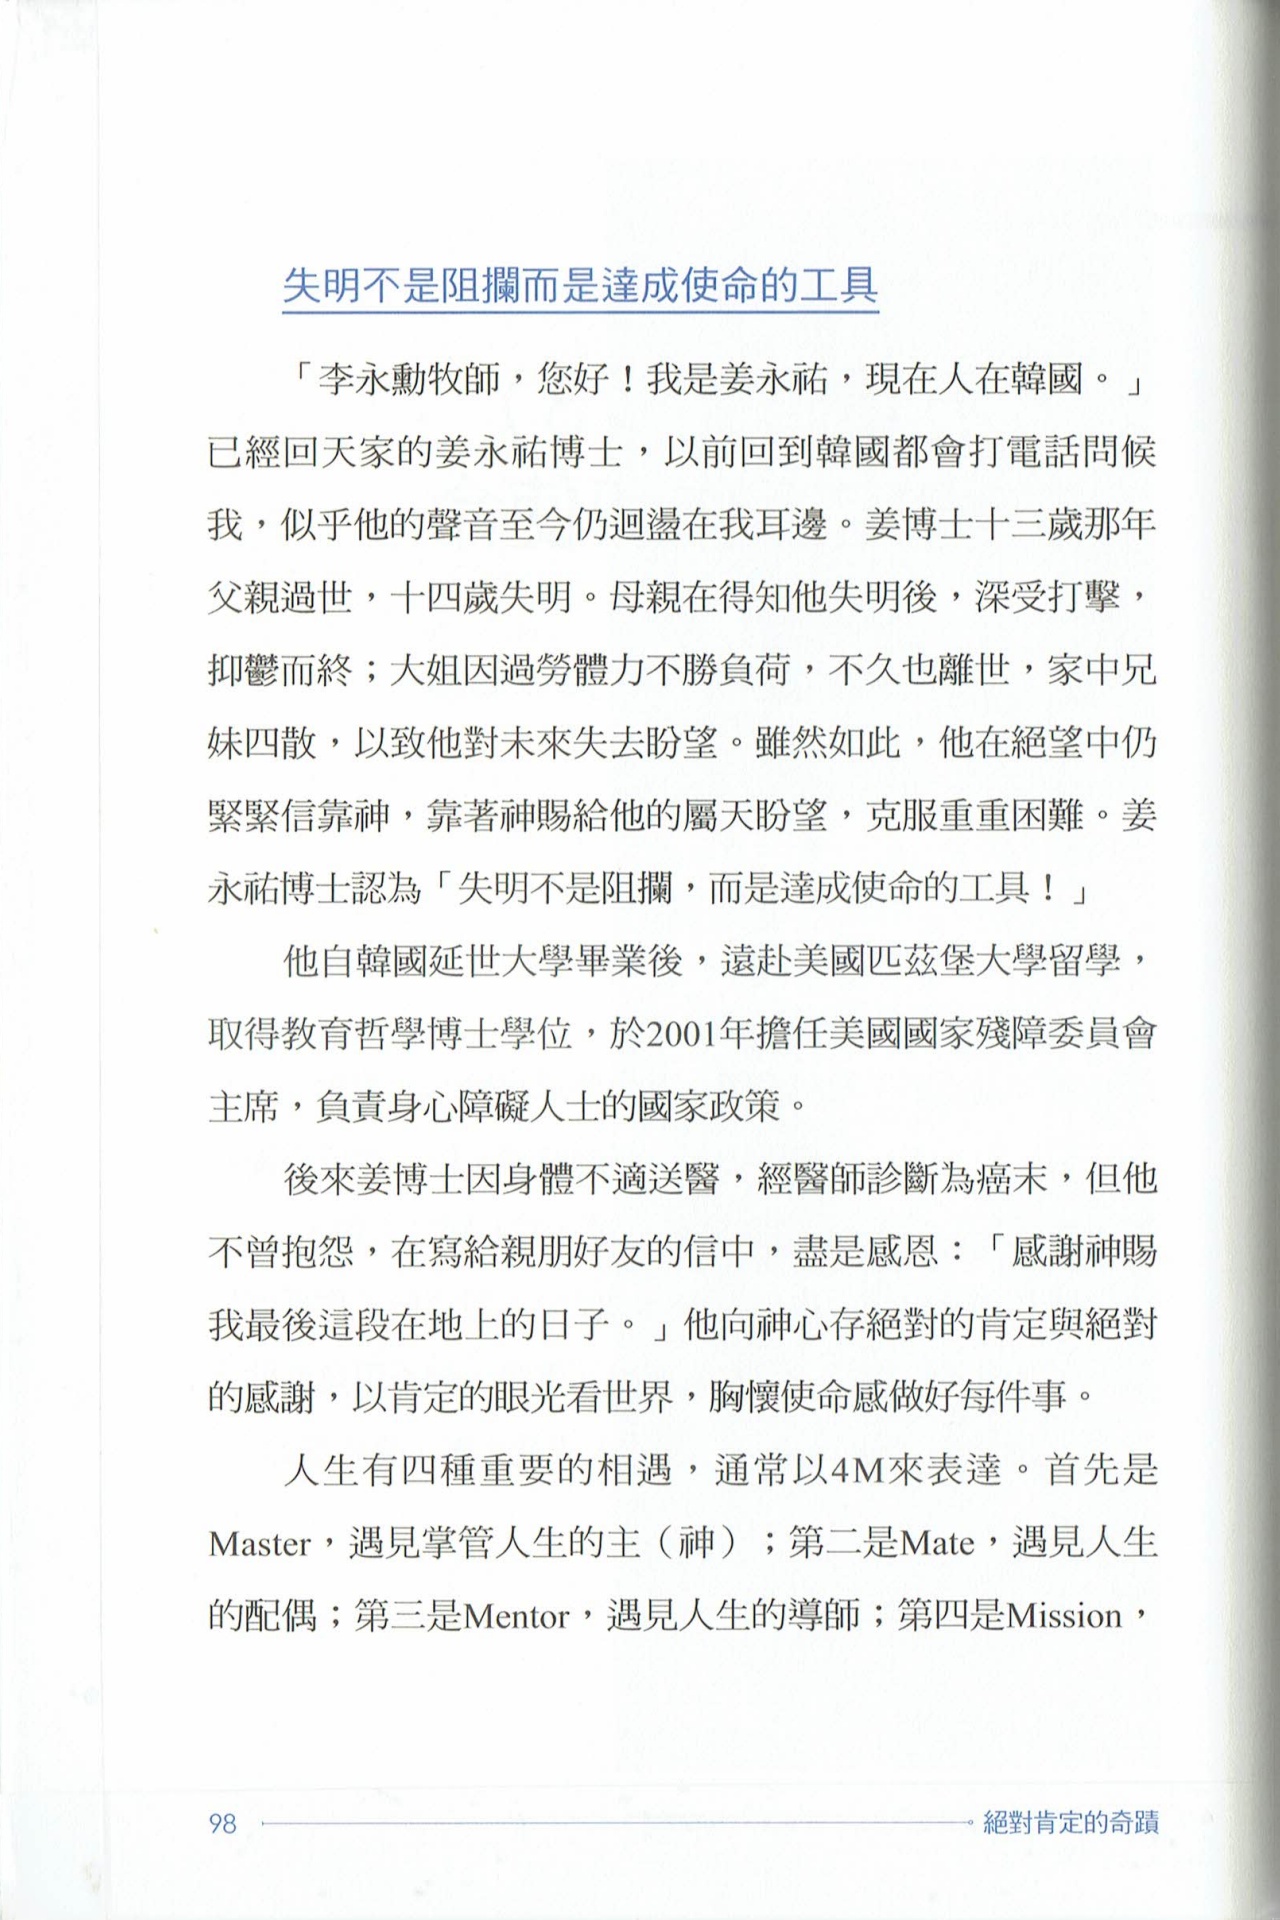 失明不是阻攔而是達成使命的工具
「李永勳牧師，您好！我是姜永祐，現在人在韓國。」
已經回天家的姜永祐博士，以前回到韓國都會打電話問候
我，似乎他的聲音至今仍迴盪在我耳邊。姜博士十三歲那年
父親過世，十四歲失明。母親在得知他失明後，深受打擊，
抑鬱而終；大姐因過勞體力不勝負荷，不久也離世，家中兄
妹四散，以致他對未來失去盼望。雖然如此，他在絕望中仍
緊緊信靠神，靠著神賜給他的屬天盼望，克服重重困難。姜
永祐博士認為「失明不是阻攔，而是達成使命的工具！」
他自韓國延世大學畢業後，遠赴美國匹茲堡大學留學，
取得教育哲學博士學位，於2001年擔任美國國家殘障委員會
主席，負責身心障礙人士的國家政策。
後來姜博士因身體不適送醫，經醫師診斷為癌末，但他
不曾抱怨，在寫給親朋好友的信中，盡是感恩：「感謝神賜
我最後這段在地上的日子。」他向神心存絕對的肯定與絕對
的感謝，以肯定的眼光看世界，胸懷使命感做好每件事。
人生有四種重要的相遇，通常以4M來表達。首先是
Master，遇見掌管人生的主（神）；第二是Mate，遇見人生
的配偶；第三是Mentor，遇見人生的導師；第四是Mission，
98 絕對肯定的奇蹟